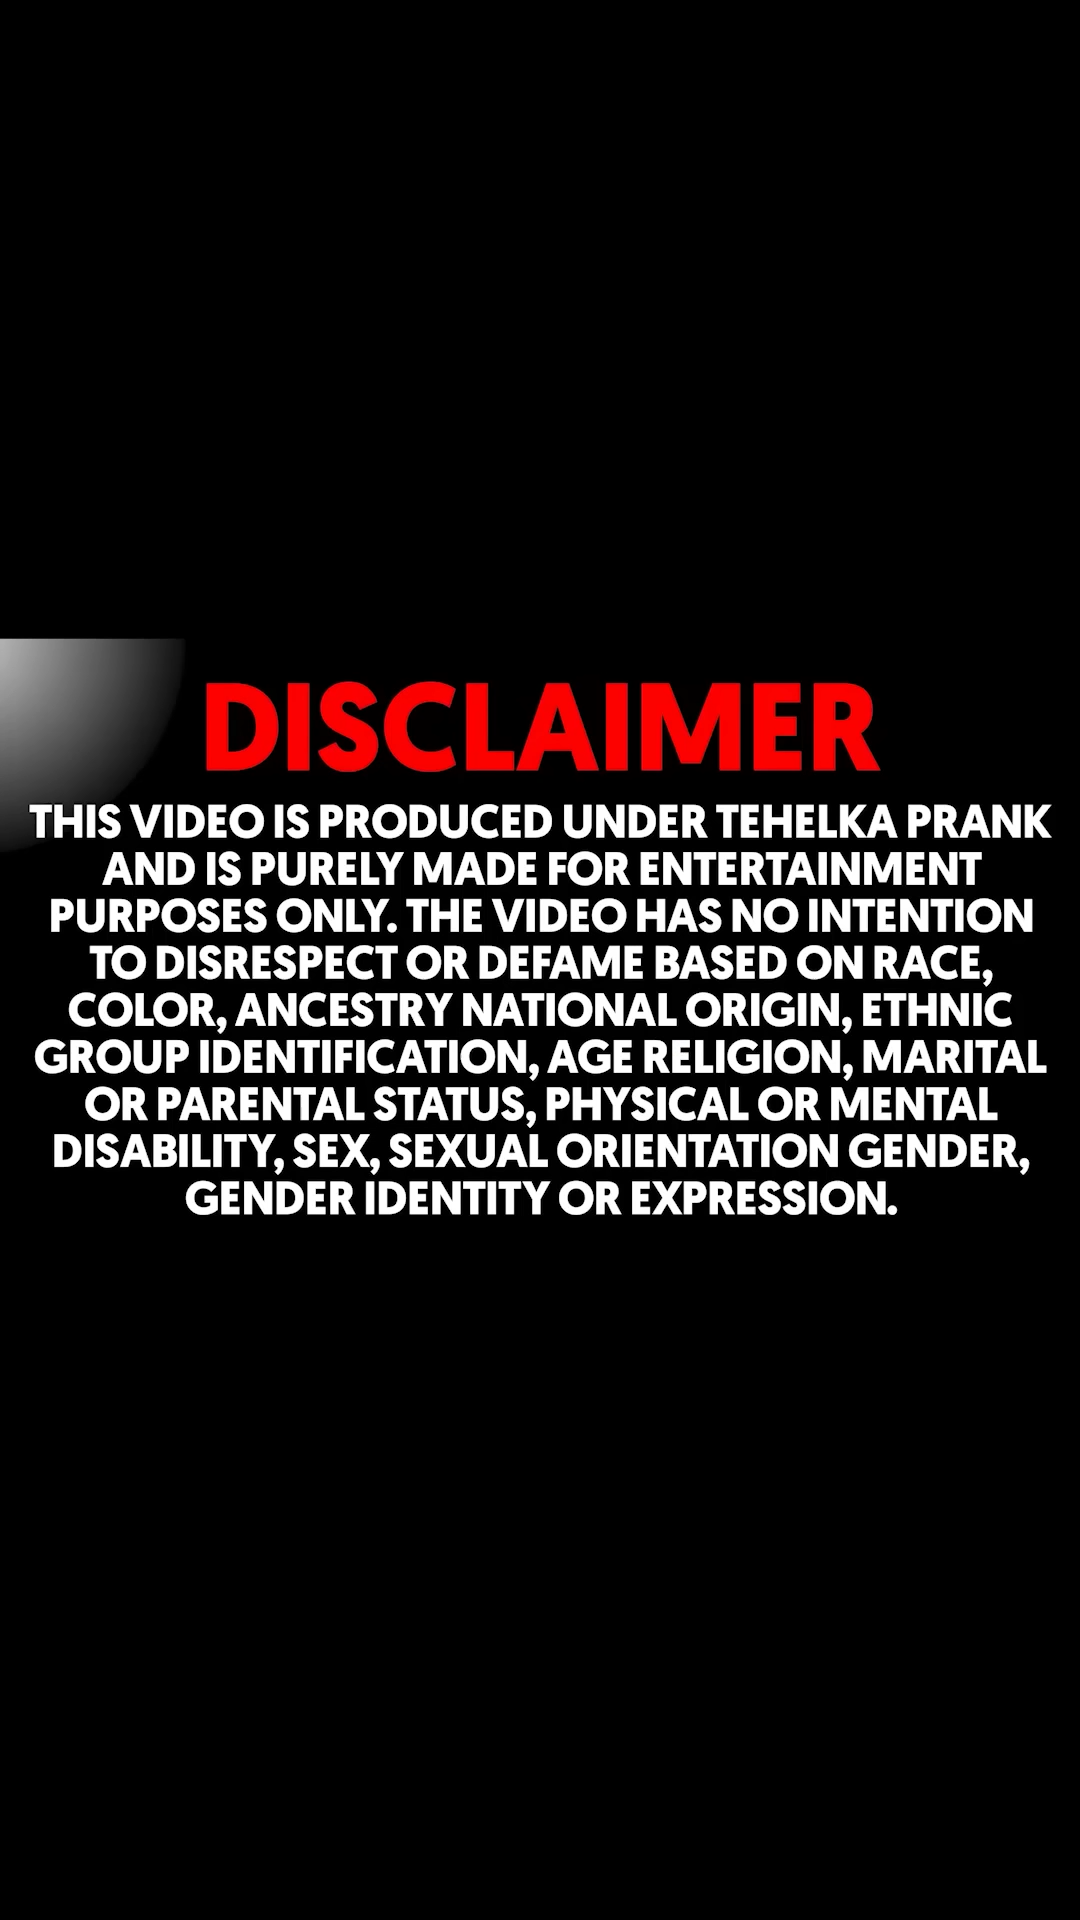 DISCLAIMER
THIS VIDEO IS PRODUCED UNDER TEHELKA PRANK
AND IS PURELY MADE FOR ENTERTAINMENT
PURPOSES ONLY. THE VIDEO HAS NO INTENTION
TO DISRESPECT OR DEFAME BASED ON RACE,
COLOR, ANCESTRY NATIONAL ORIGIN, ETHNIC
GROUP IDENTIFICATION, AGE RELIGION, MARITAL
OR PARENTAL STATUS, PHYSICAL OR MENTAL
DISABILITY, SEX, SEXUAL ORIENTATION GENDER,
GENDER IDENTITY OR EXPRESSION.